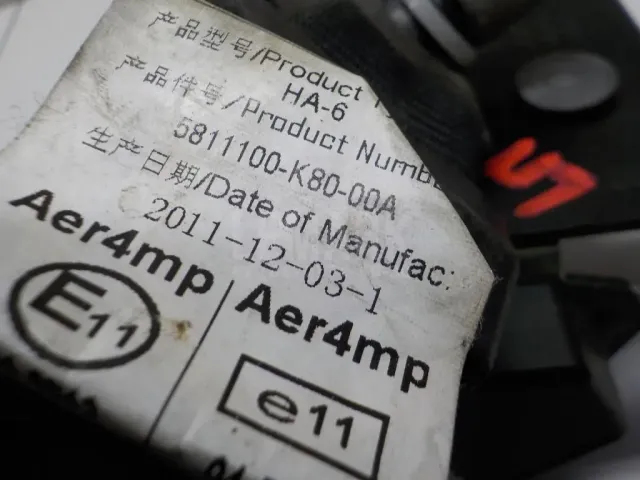 产品型号/Product
HA-6
产品件号/Product Numb
5811100-K80-00A
生产日期/Date of Manufac:
2011-12-03-1
Aer4mp
E11
Aer4mp
e11